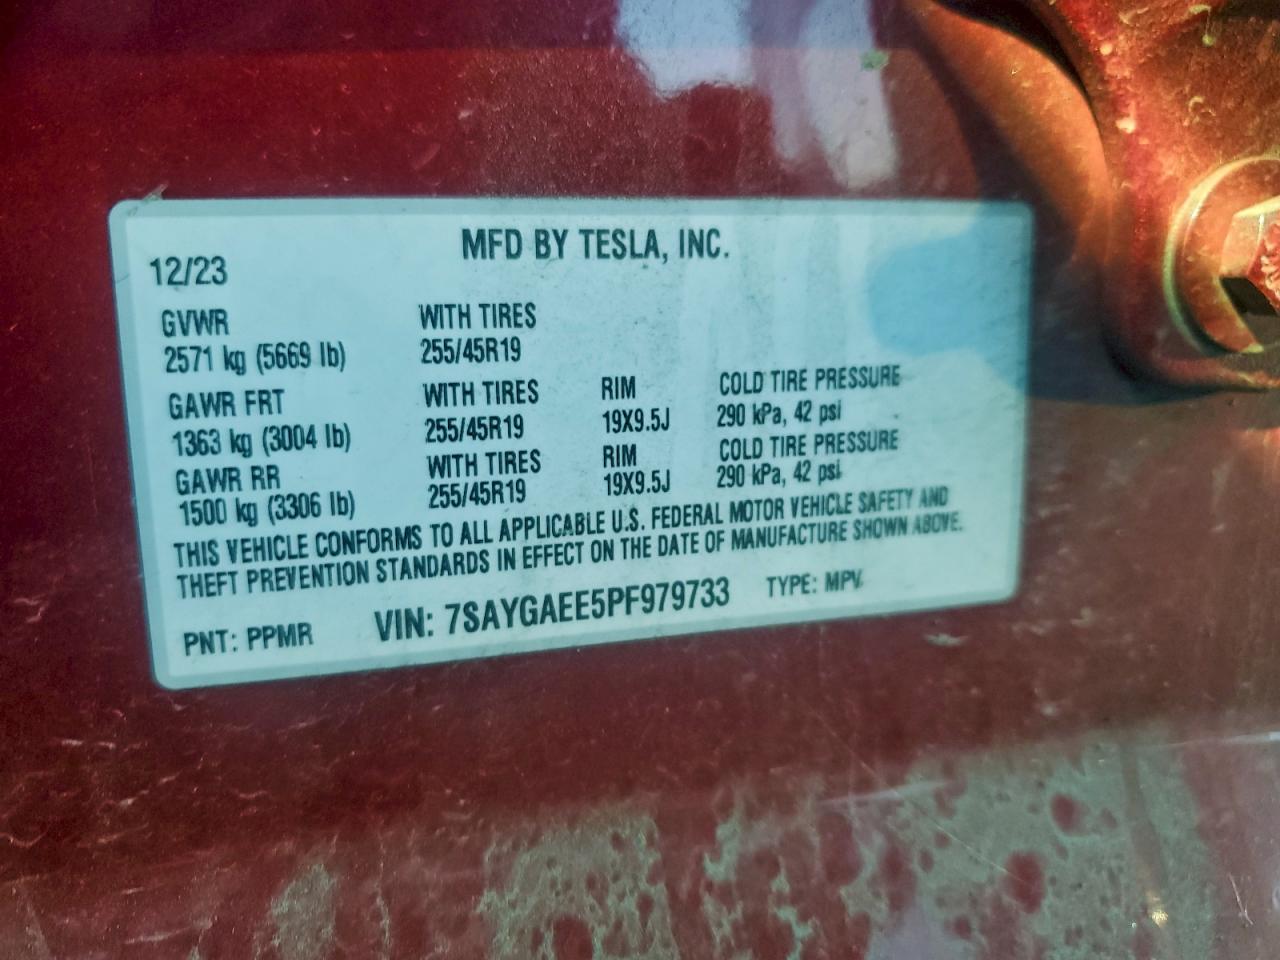 MFD BY TESLA, INC.
12/23
GVWR WITH TIRES
2571 kg (5669 lb) 255/45R19
GAWR FRT WITH TIRES RIM COLD TIRE PRESSURE
1363 kg (3004 lb) 255/45R19 19X9.5J 290 kPa, 42 psi
GAWR RR WITH TIRES RIM COLD TIRE PRESSURE
1500 kg (3306 lb) 255/45R19 19X9.5J 290 kPa, 42 psi
THIS VEHICLE CONFORMS TO ALL APPLICABLE U.S. FEDERAL MOTOR VEHICLE SAFETY AND
THEFT PREVENTION STANDARDS IN EFFECT ON THE DATE OF MANUFACTURE SHOWN ABOVE.
PNT: PPMR VIN: 7SAYGAEE5PF979733 TYPE: MPV